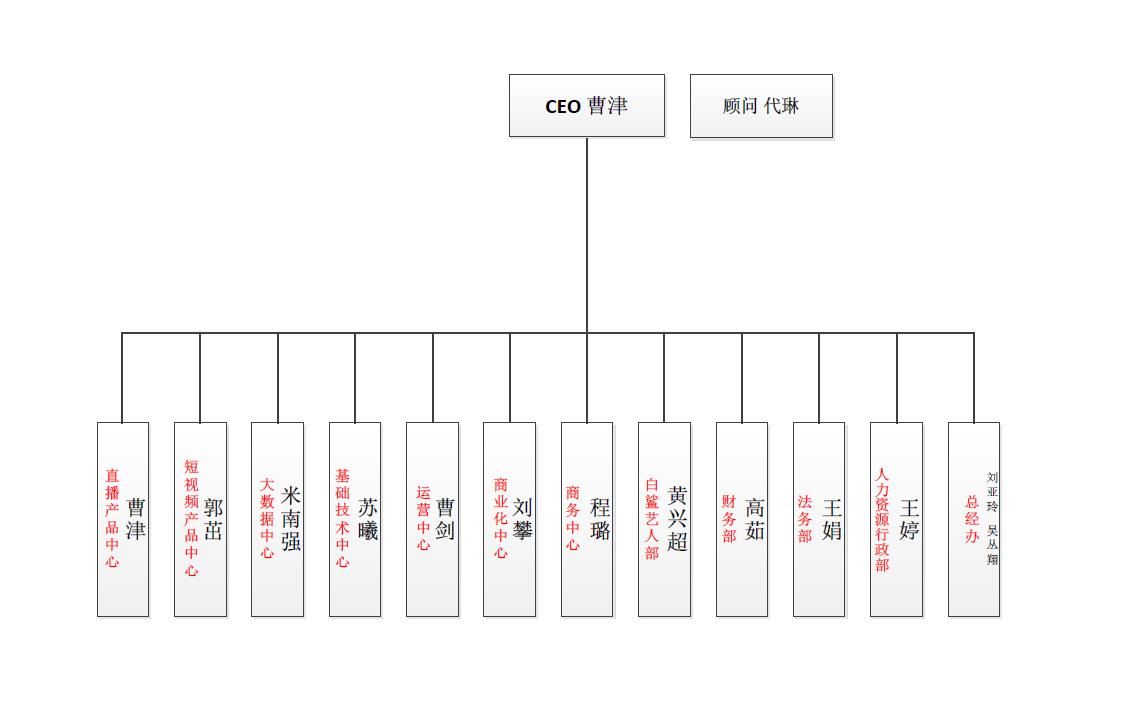 CEO 曹津
顾问 代琳
直播产品中心
曹津
短视频产品中心
郭茁
大数据中心
米南强
基础技术中心
苏曦
运营中心
曹剑
商业化中心
刘攀
商务中心
程璐
白鲨艺人部
黄兴超
财务部
高茹
法务部
王娟
人力资源行政部
王婷
总经办
刘亚玲 吴丛翔